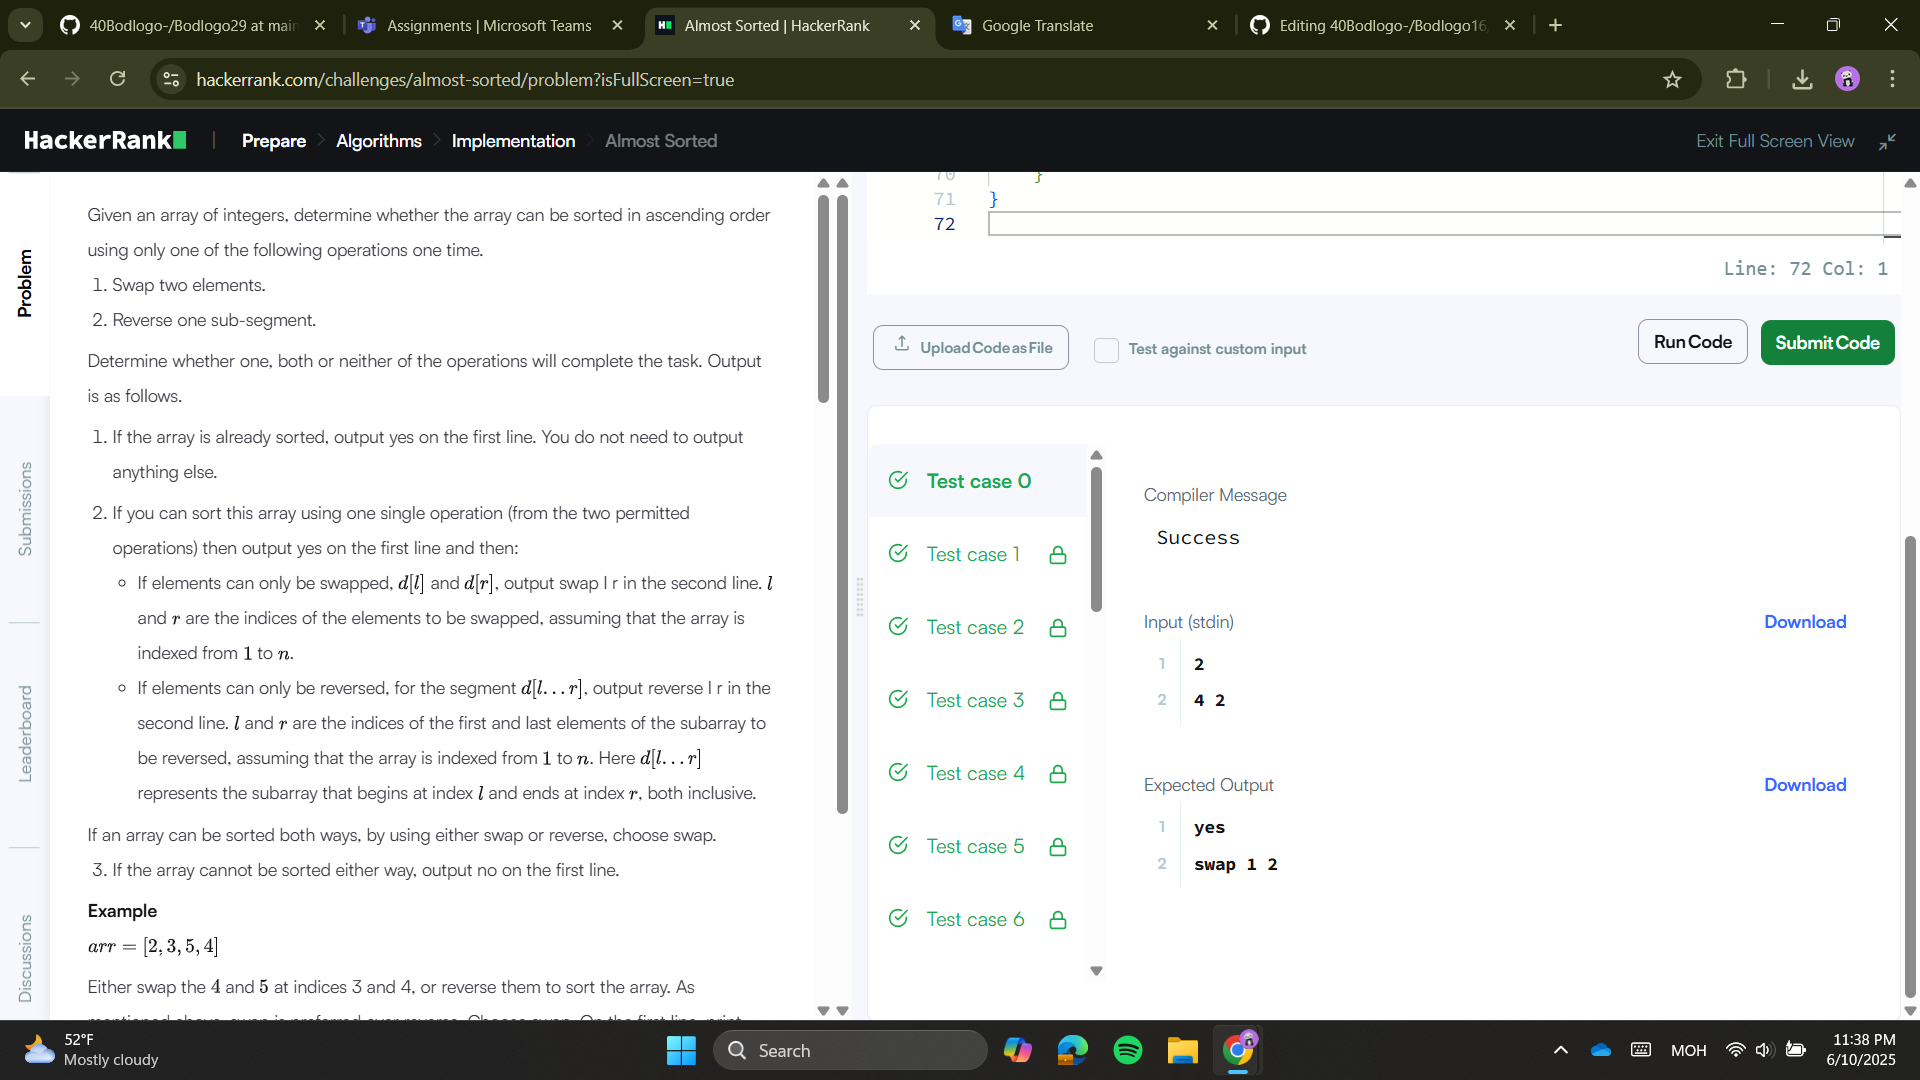 40Bodlogo-/Bodlogo29 at main
Assignments | Microsoft Teams
Almost Sorted | HackerRank
Google Translate
Editing 40Bodlogo-/Bodlogo16
hackerrank.com/challenges/almost-sorted/problem?isFullScreen=true
HackerRank
Prepare
Algorithms
Implementation
Almost Sorted
Exit Full Screen View
Problem
Submissions
Leaderboard
Discussions
Given an array of integers, determine whether the array can be sorted in ascending order
using only one of the following operations one time.
1. Swap two elements.
2. Reverse one sub-segment.
Determine whether one, both or neither of the operations will complete the task. Output
is as follows.
1. If the array is already sorted, output yes on the first line. You do not need to output
anything else.
2. If you can sort this array using one single operation (from the two permitted
operations) then output yes on the first line and then:
If elements can only be swapped, d[l] and d[r], output swap l r in the second line. l
and r are the indices of the elements to be swapped, assuming that the array is
indexed from 1 to n.
If elements can only be reversed, for the segment d[l...r], output reverse l r in the
second line. l and r are the indices of the first and last elements of the subarray to
be reversed, assuming that the array is indexed from 1 to n. Here d[l...r]
represents the subarray that begins at index l and ends at index r, both inclusive.
If an array can be sorted both ways, by using either swap or reverse, choose swap.
3. If the array cannot be sorted either way, output no on the first line.
Example
arr = [2, 3, 5, 4]
Either swap the 4 and 5 at indices 3 and 4, or reverse them to sort the array. As
mentioned above, swap is preferred over reverse. Choose swap. On the first line, print
70 }
71 }
72
Line: 72 Col: 1
Upload Code as File
Test against custom input
Run Code
Submit Code
Test case 0
Test case 1
Test case 2
Test case 3
Test case 4
Test case 5
Test case 6
Compiler Message
Success
Input (stdin)
Download
1 2
2 4 2
Expected Output
Download
1 yes
2 swap 1 2
52°F
Mostly cloudy
Search
MOH
11:38 PM
6/10/2025